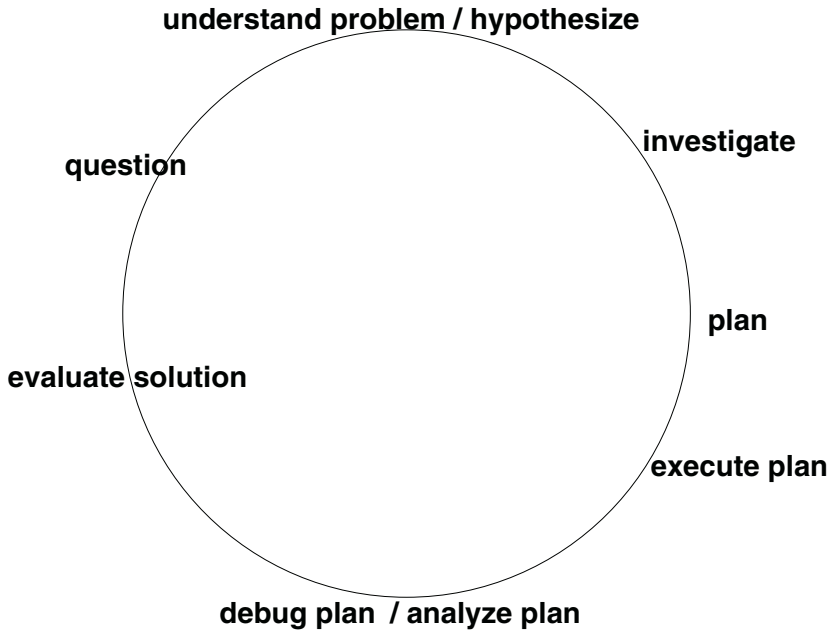 understand problem / hypothesize
investigate
question
plan
evaluate solution
execute plan
debug plan / analyze plan